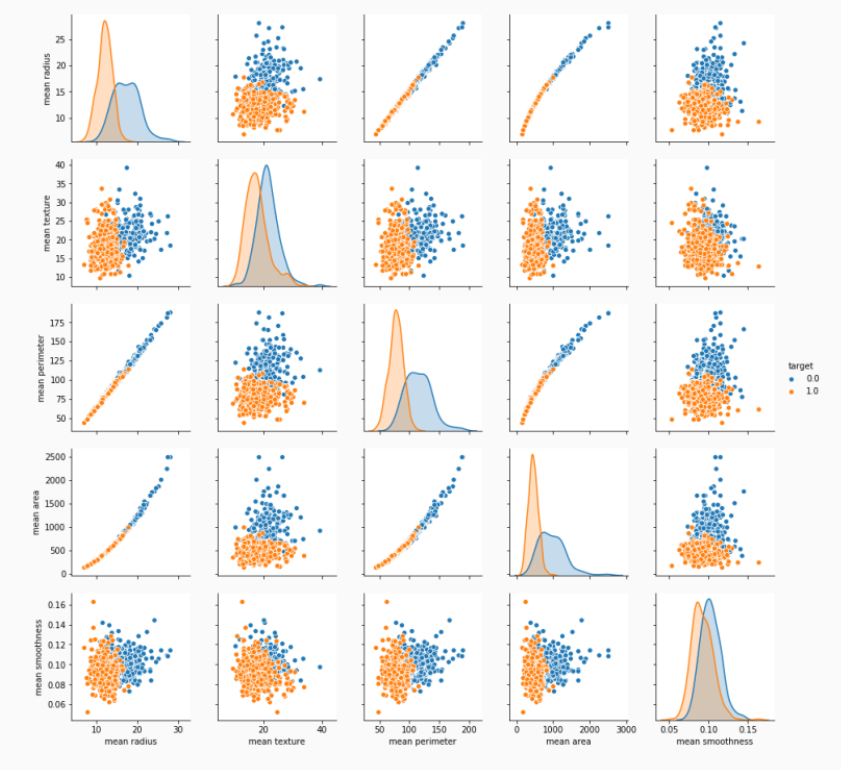 mean radius
25
20
15
10
mean texture
40
35
30
25
20
15
10
mean perimeter
175
150
125
100
75
50
target
0.0
1.0
mean area
2500
2000
1500
1000
500
0
mean smoothness
0.16
0.14
0.12
0.10
0.08
0.06
10 20 30
20 40
50 100 150 200
0 1000 2000 3000
0.05 0.10 0.15
mean radius
mean texture
mean perimeter
mean area
mean smoothness